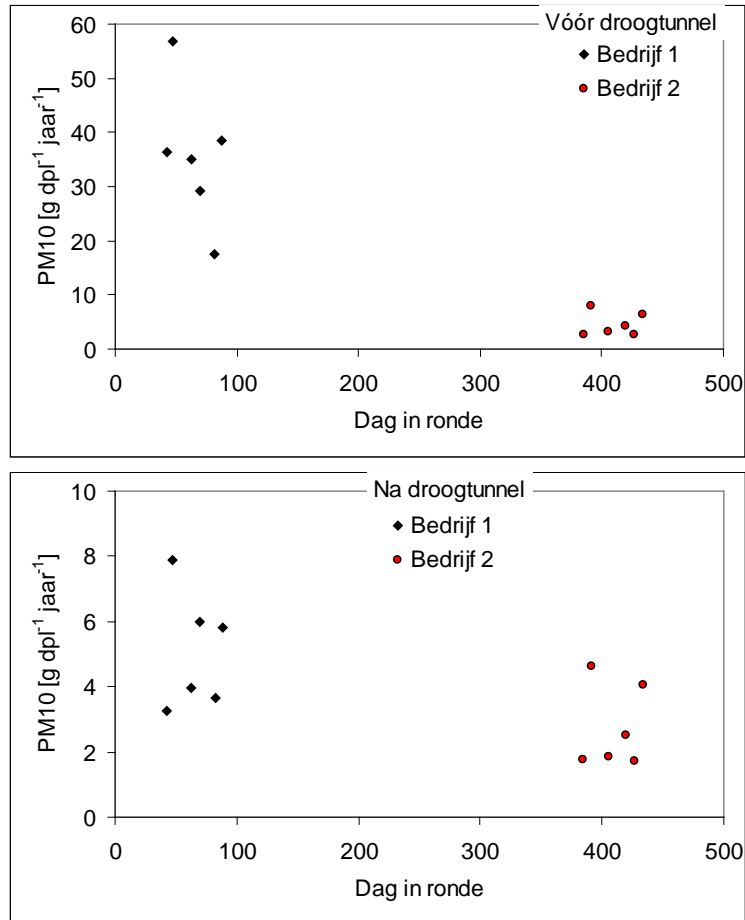 Vóór droogtunnel
Bedrijf 1
Bedrijf 2
PM10 [g dpl⁻¹ jaar⁻¹]
60
50
40
30
20
10
0
0 100 200 300 400 500
Dag in ronde
Na droogtunnel
Bedrijf 1
Bedrijf 2
PM10 [g dpl⁻¹ jaar⁻¹]
10
8
6
4
2
0
0 100 200 300 400 500
Dag in ronde